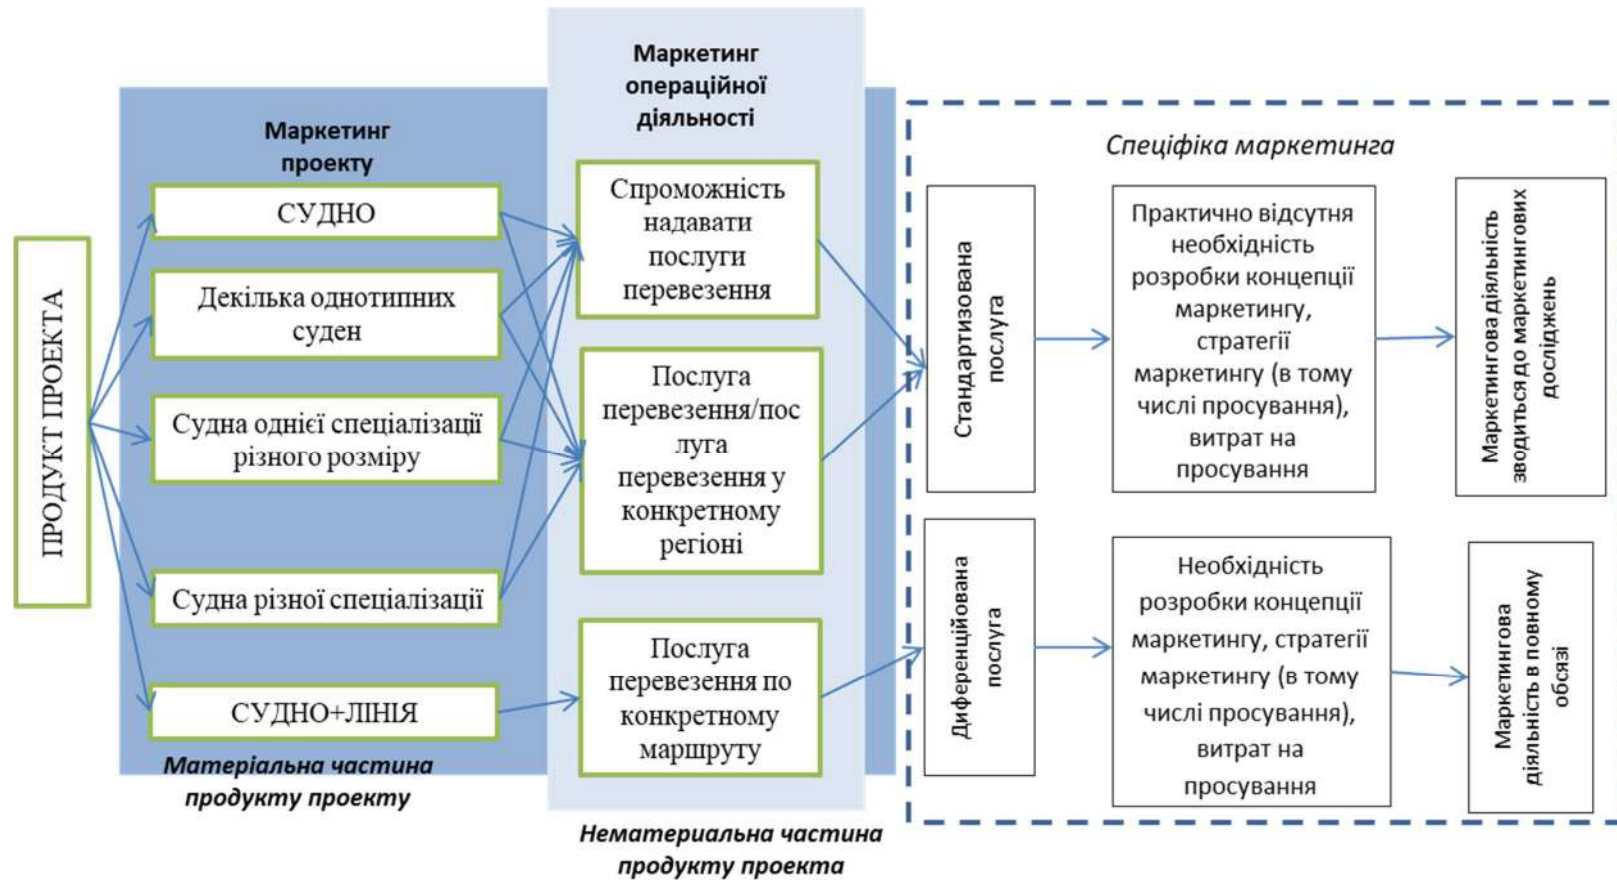 Маркетинг
операційної
діяльності
Маркетинг
проекту
Спеціфіка маркетинга
ПРОДУКТ ПРОЕКТА
СУДНО
Декілька однотипних
суден
Судна однієї спеціалізації
різного розміру
Судна різної спеціалізації
СУДНО+ЛІНІЯ
Матеріальна частина
продукту проекту
Спроможність
надавати
послуги
перевезення
Послуга
перевезення/пос
луга
перевезення у
конкретному
регіоні
Послуга
перевезення по
конкретному
маршруту
Нематериальна частина
продукту проекта
Стандартизована
послуга
Практично відсутня
необхідність
розробки концепції
маркетингу,
стратегії
маркетингу (в тому
числі просування),
витрат на
просування
Маркетингова діяльність
зводиться до маркетингових
досліджень
Диференційована
послуга
Необхідність
розробки концепції
маркетингу, стратегії
маркетингу (в тому
числі просування),
витрат на
просування
Маркетингова
діяльність в повному
обсязі